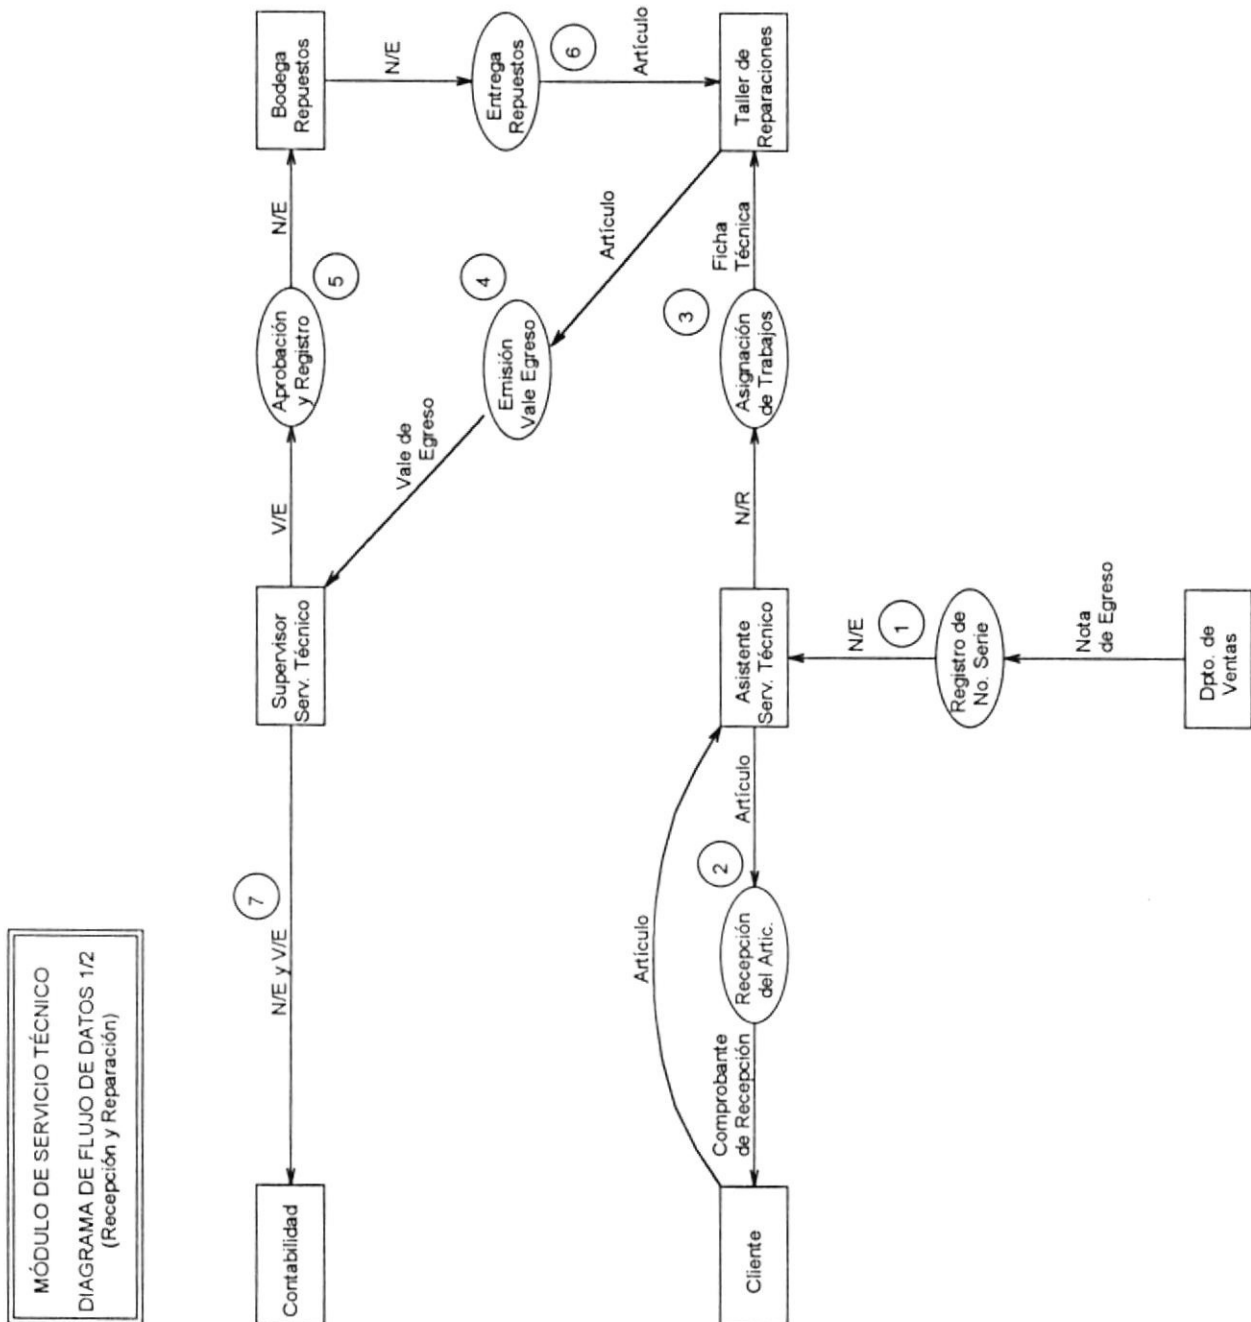 MÓDULO DE SERVICIO TÉCNICO
DIAGRAMA DE FLUJO DE DATOS 1/2
(Recepción y Reparación)
Contabilidad
N/E y V/E
7
Supervisor
Serv. Técnico
V/E
Aprobación
y Registro
5
N/E
Bodega
Repuestos
N/E
Entrega
Repuestos
6
Artículo
Vale de
Egreso
Emisión
Vale Egreso
4
Artículo
Cliente
Artículo
Comprobante
de Recepción
Recepción
del Artic.
2
Artículo
Asistente
Serv. Técnico
N/R
Asignación
de Trabajos
3
Ficha
Técnica
Taller de
Reparaciones
N/E
1
Registro de
No. Serie
Nota
de Egreso
Dpto. de
Ventas